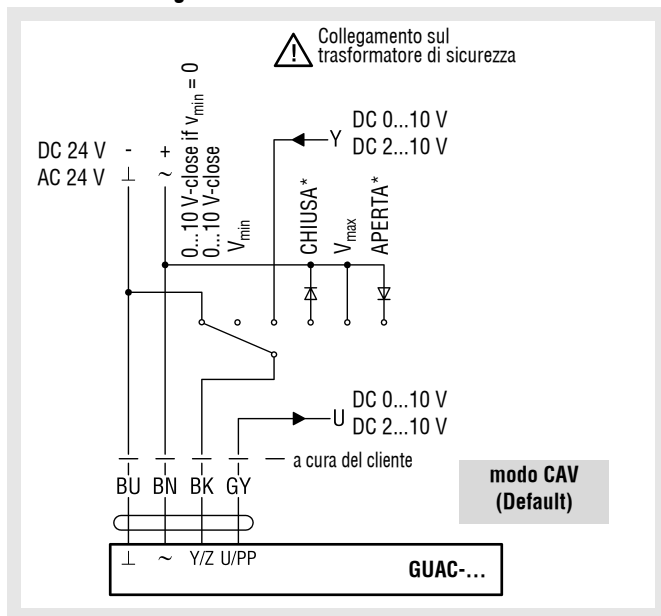 Collegamento sul
trasformatore di sicurezza
DC 24 V - +
AC 24 V ⊥ ~
0...10 V-close if vmin = 0
0...10 V-close
Vmin
Y
DC 0...10 V
DC 2...10 V
CHIUSA*
Vmax
APERTA*
U
DC 0...10 V
DC 2...10 V
a cura del cliente
BU BN BK GY
modo CAV
(Default)
⊥ ~ Y/Z U/PP
GUAC-...